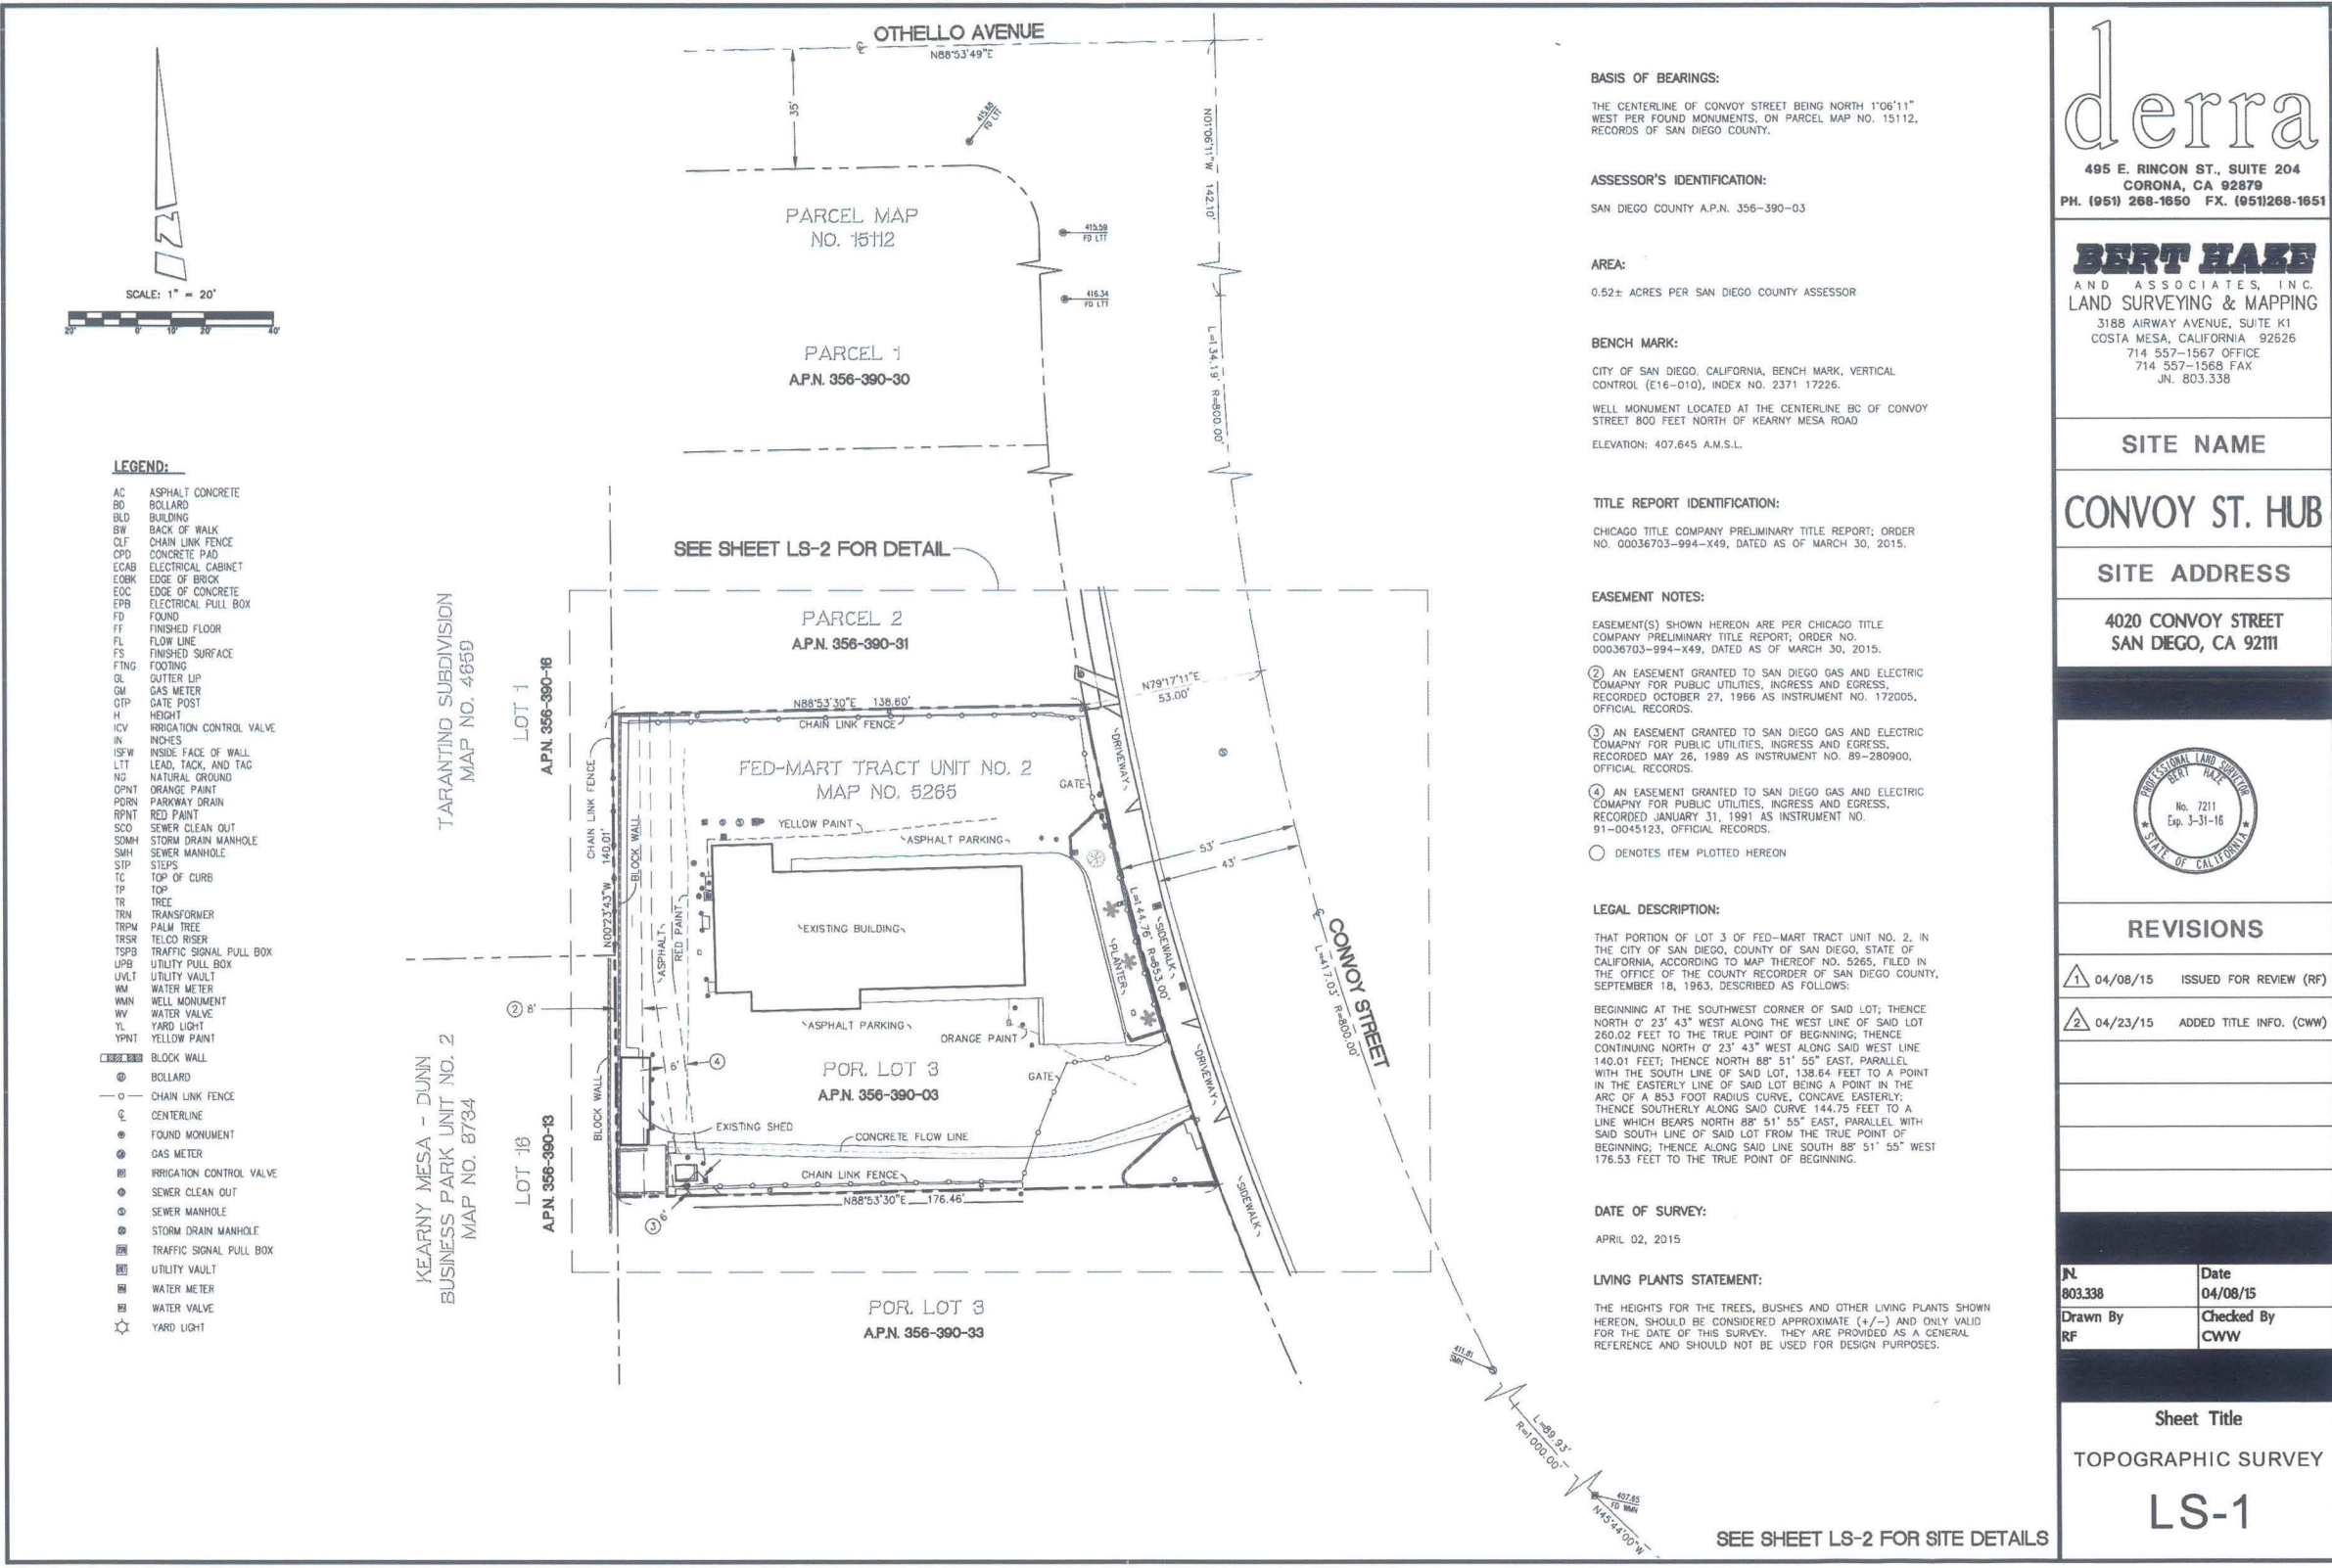 OTHELLO AVENUE
N88°53'49"E
35'
415.88
FD LTT
N01°06'11"W 142.10'
PARCEL MAP
NO. 15112
415.59
FD LTT
416.34
FD LTT
L=134.19' R=800.00'
PARCEL 1
A.P.N. 356-390-30
SCALE: 1" = 20'
20' 0' 10' 20' 40'
LEGEND:
AC ASPHALT CONCRETE
BD BOLLARD
BLD BUILDING
BW BACK OF WALK
CLF CHAIN LINK FENCE
CPD CONCRETE PAD
ECAB ELECTRICAL CABINET
EOBK EDGE OF BRICK
EOC EDGE OF CONCRETE
EPB ELECTRICAL PULL BOX
FD FOUND
FF FINISHED FLOOR
FL FLOW LINE
FS FINISHED SURFACE
FTNG FOOTING
GL GUTTER LIP
GM GAS METER
GTP GATE POST
H HEIGHT
ICV IRRIGATION CONTROL VALVE
IN INCHES
ISFW INSIDE FACE OF WALL
LTT LEAD, TACK, AND TAG
NG NATURAL GROUND
OPNT ORANGE PAINT
PDRN PARKWAY DRAIN
RPNT RED PAINT
SCO SEWER CLEAN OUT
SDMH STORM DRAIN MANHOLE
SMH SEWER MANHOLE
STP STEPS
TC TOP OF CURB
TP TOP
TR TREE
TRN TRANSFORMER
TRPM PALM TREE
TRSR TELCO RISER
TSPB TRAFFIC SIGNAL PULL BOX
UPB UTILITY PULL BOX
UVLT UTILITY VAULT
WM WATER METER
WMN WELL MONUMENT
WV WATER VALVE
YL YARD LIGHT
YPNT YELLOW PAINT
BLOCK WALL
BOLLARD
CHAIN LINK FENCE
CENTERLINE
FOUND MONUMENT
GAS METER
IRRIGATION CONTROL VALVE
SEWER CLEAN OUT
SEWER MANHOLE
STORM DRAIN MANHOLE
TRAFFIC SIGNAL PULL BOX
UTILITY VAULT
WATER METER
WATER VALVE
YARD LIGHT
SEE SHEET LS-2 FOR DETAIL
TARANTINO SUBDIVISION
MAP NO. 4659
LOT 1
A.P.N. 356-390-16
KEARNY MESA - DUNN
BUSINESS PARK UNIT NO. 2
MAP NO. 8734
LOT 16
A.P.N. 356-390-13
PARCEL 2
A.P.N. 356-390-31
N88°53'30"E 138.60'
CHAIN LINK FENCE
N79°17'11"E
53.00'
FED-MART TRACT UNIT NO. 2
MAP NO. 5265
GATE
DRIVEWAY
CHAIN LINK FENCE
BLOCK WALL
N00°23'43"W 140.01'
YELLOW PAINT
ASPHALT PARKING
53'
43'
EXISTING BUILDING
ASPHALT
RED PAINT
L=144.76' R=853.00'
SIDEWALK
PLANTER
CONVOY STREET
L=417.03' R=800.00'
2 6'
ASPHALT PARKING
ORANGE PAINT
6' 4
POR. LOT 3
A.P.N. 356-390-03
GATE
DRIVEWAY
BLOCK WALL
EXISTING SHED
CONCRETE FLOW LINE
CHAIN LINK FENCE
N88°53'30"E 176.46'
3 6'
SIDEWALK
POR. LOT 3
A.P.N. 356-390-33
411.81
SMH
L=89.93'
R=1000.00'
407.65
FD WMN
N45°44'00"W
BASIS OF BEARINGS:
THE CENTERLINE OF CONVOY STREET BEING NORTH 1°06'11"
WEST PER FOUND MONUMENTS, ON PARCEL MAP NO. 15112,
RECORDS OF SAN DIEGO COUNTY.
ASSESSOR'S IDENTIFICATION:
SAN DIEGO COUNTY A.P.N. 356-390-03
AREA:
0.52± ACRES PER SAN DIEGO COUNTY ASSESSOR
BENCH MARK:
CITY OF SAN DIEGO, CALIFORNIA, BENCH MARK, VERTICAL
CONTROL (E16-010), INDEX NO. 2371 17226.
WELL MONUMENT LOCATED AT THE CENTERLINE BC OF CONVOY
STREET 800 FEET NORTH OF KEARNY MESA ROAD
ELEVATION: 407.645 A.M.S.L.
TITLE REPORT IDENTIFICATION:
CHICAGO TITLE COMPANY PRELIMINARY TITLE REPORT; ORDER
NO. 00036703-994-X49, DATED AS OF MARCH 30, 2015.
EASEMENT NOTES:
EASEMENT(S) SHOWN HEREON ARE PER CHICAGO TITLE
COMPANY PRELIMINARY TITLE REPORT; ORDER NO.
00036703-994-X49, DATED AS OF MARCH 30, 2015.
2 AN EASEMENT GRANTED TO SAN DIEGO GAS AND ELECTRIC
COMAPNY FOR PUBLIC UTILITIES, INGRESS AND EGRESS,
RECORDED OCTOBER 27, 1966 AS INSTRUMENT NO. 172005,
OFFICIAL RECORDS.
3 AN EASEMENT GRANTED TO SAN DIEGO GAS AND ELECTRIC
COMAPNY FOR PUBLIC UTILITIES, INGRESS AND EGRESS,
RECORDED MAY 26, 1989 AS INSTRUMENT NO. 89-280900,
OFFICIAL RECORDS.
4 AN EASEMENT GRANTED TO SAN DIEGO GAS AND ELECTRIC
COMAPNY FOR PUBLIC UTILITIES, INGRESS AND EGRESS,
RECORDED JANUARY 31, 1991 AS INSTRUMENT NO.
91-0045123, OFFICIAL RECORDS.
DENOTES ITEM PLOTTED HEREON
LEGAL DESCRIPTION:
THAT PORTION OF LOT 3 OF FED-MART TRACT UNIT NO. 2, IN
THE CITY OF SAN DIEGO, COUNTY OF SAN DIEGO, STATE OF
CALIFORNIA, ACCORDING TO MAP THEREOF NO. 5265, FILED IN
THE OFFICE OF THE COUNTY RECORDER OF SAN DIEGO COUNTY,
SEPTEMBER 18, 1963, DESCRIBED AS FOLLOWS:
BEGINNING AT THE SOUTHWEST CORNER OF SAID LOT; THENCE
NORTH 0° 23' 43" WEST ALONG THE WEST LINE OF SAID LOT
260.02 FEET TO THE TRUE POINT OF BEGINNING; THENCE
CONTINUING NORTH 0° 23' 43" WEST ALONG SAID WEST LINE
140.01 FEET; THENCE NORTH 88° 51' 55" EAST, PARALLEL
WITH THE SOUTH LINE OF SAID LOT, 138.64 FEET TO A POINT
IN THE EASTERLY LINE OF SAID LOT BEING A POINT IN THE
ARC OF A 853 FOOT RADIUS CURVE, CONCAVE EASTERLY;
THENCE SOUTHERLY ALONG SAID CURVE 144.75 FEET TO A
LINE WHICH BEARS NORTH 88° 51' 55" EAST, PARALLEL WITH
SAID SOUTH LINE OF SAID LOT FROM THE TRUE POINT OF
BEGINNING; THENCE ALONG SAID LINE SOUTH 88° 51' 55" WEST
176.53 FEET TO THE TRUE POINT OF BEGINNING.
DATE OF SURVEY:
APRIL 02, 2015
LIVING PLANTS STATEMENT:
THE HEIGHTS FOR THE TREES, BUSHES AND OTHER LIVING PLANTS SHOWN
HEREON, SHOULD BE CONSIDERED APPROXIMATE (+/-) AND ONLY VALID
FOR THE DATE OF THIS SURVEY. THEY ARE PROVIDED AS A GENERAL
REFERENCE AND SHOULD NOT BE USED FOR DESIGN PURPOSES.
SEE SHEET LS-2 FOR SITE DETAILS
derra
495 E. RINCON ST., SUITE 204
CORONA, CA 92879
PH. (951) 268-1650 FX. (951)268-1651
BERT HAZE
AND ASSOCIATES, INC.
LAND SURVEYING & MAPPING
3188 AIRWAY AVENUE, SUITE K1
COSTA MESA, CALIFORNIA 92626
714 557-1567 OFFICE
714 557-1568 FAX
JN. 803.338
SITE NAME
CONVOY ST. HUB
SITE ADDRESS
4020 CONVOY STREET
SAN DIEGO, CA 92111
PROFESSIONAL LAND SURVEYOR
BERT HAZE
No. 7211
Exp. 3-31-16
STATE OF CALIFORNIA
REVISIONS
1 04/08/15 ISSUED FOR REVIEW (RF)
2 04/23/15 ADDED TITLE INFO. (CWW)
JN. Date
803.338 04/08/15
Drawn By Checked By
RF CWW
Sheet Title
TOPOGRAPHIC SURVEY
LS-1